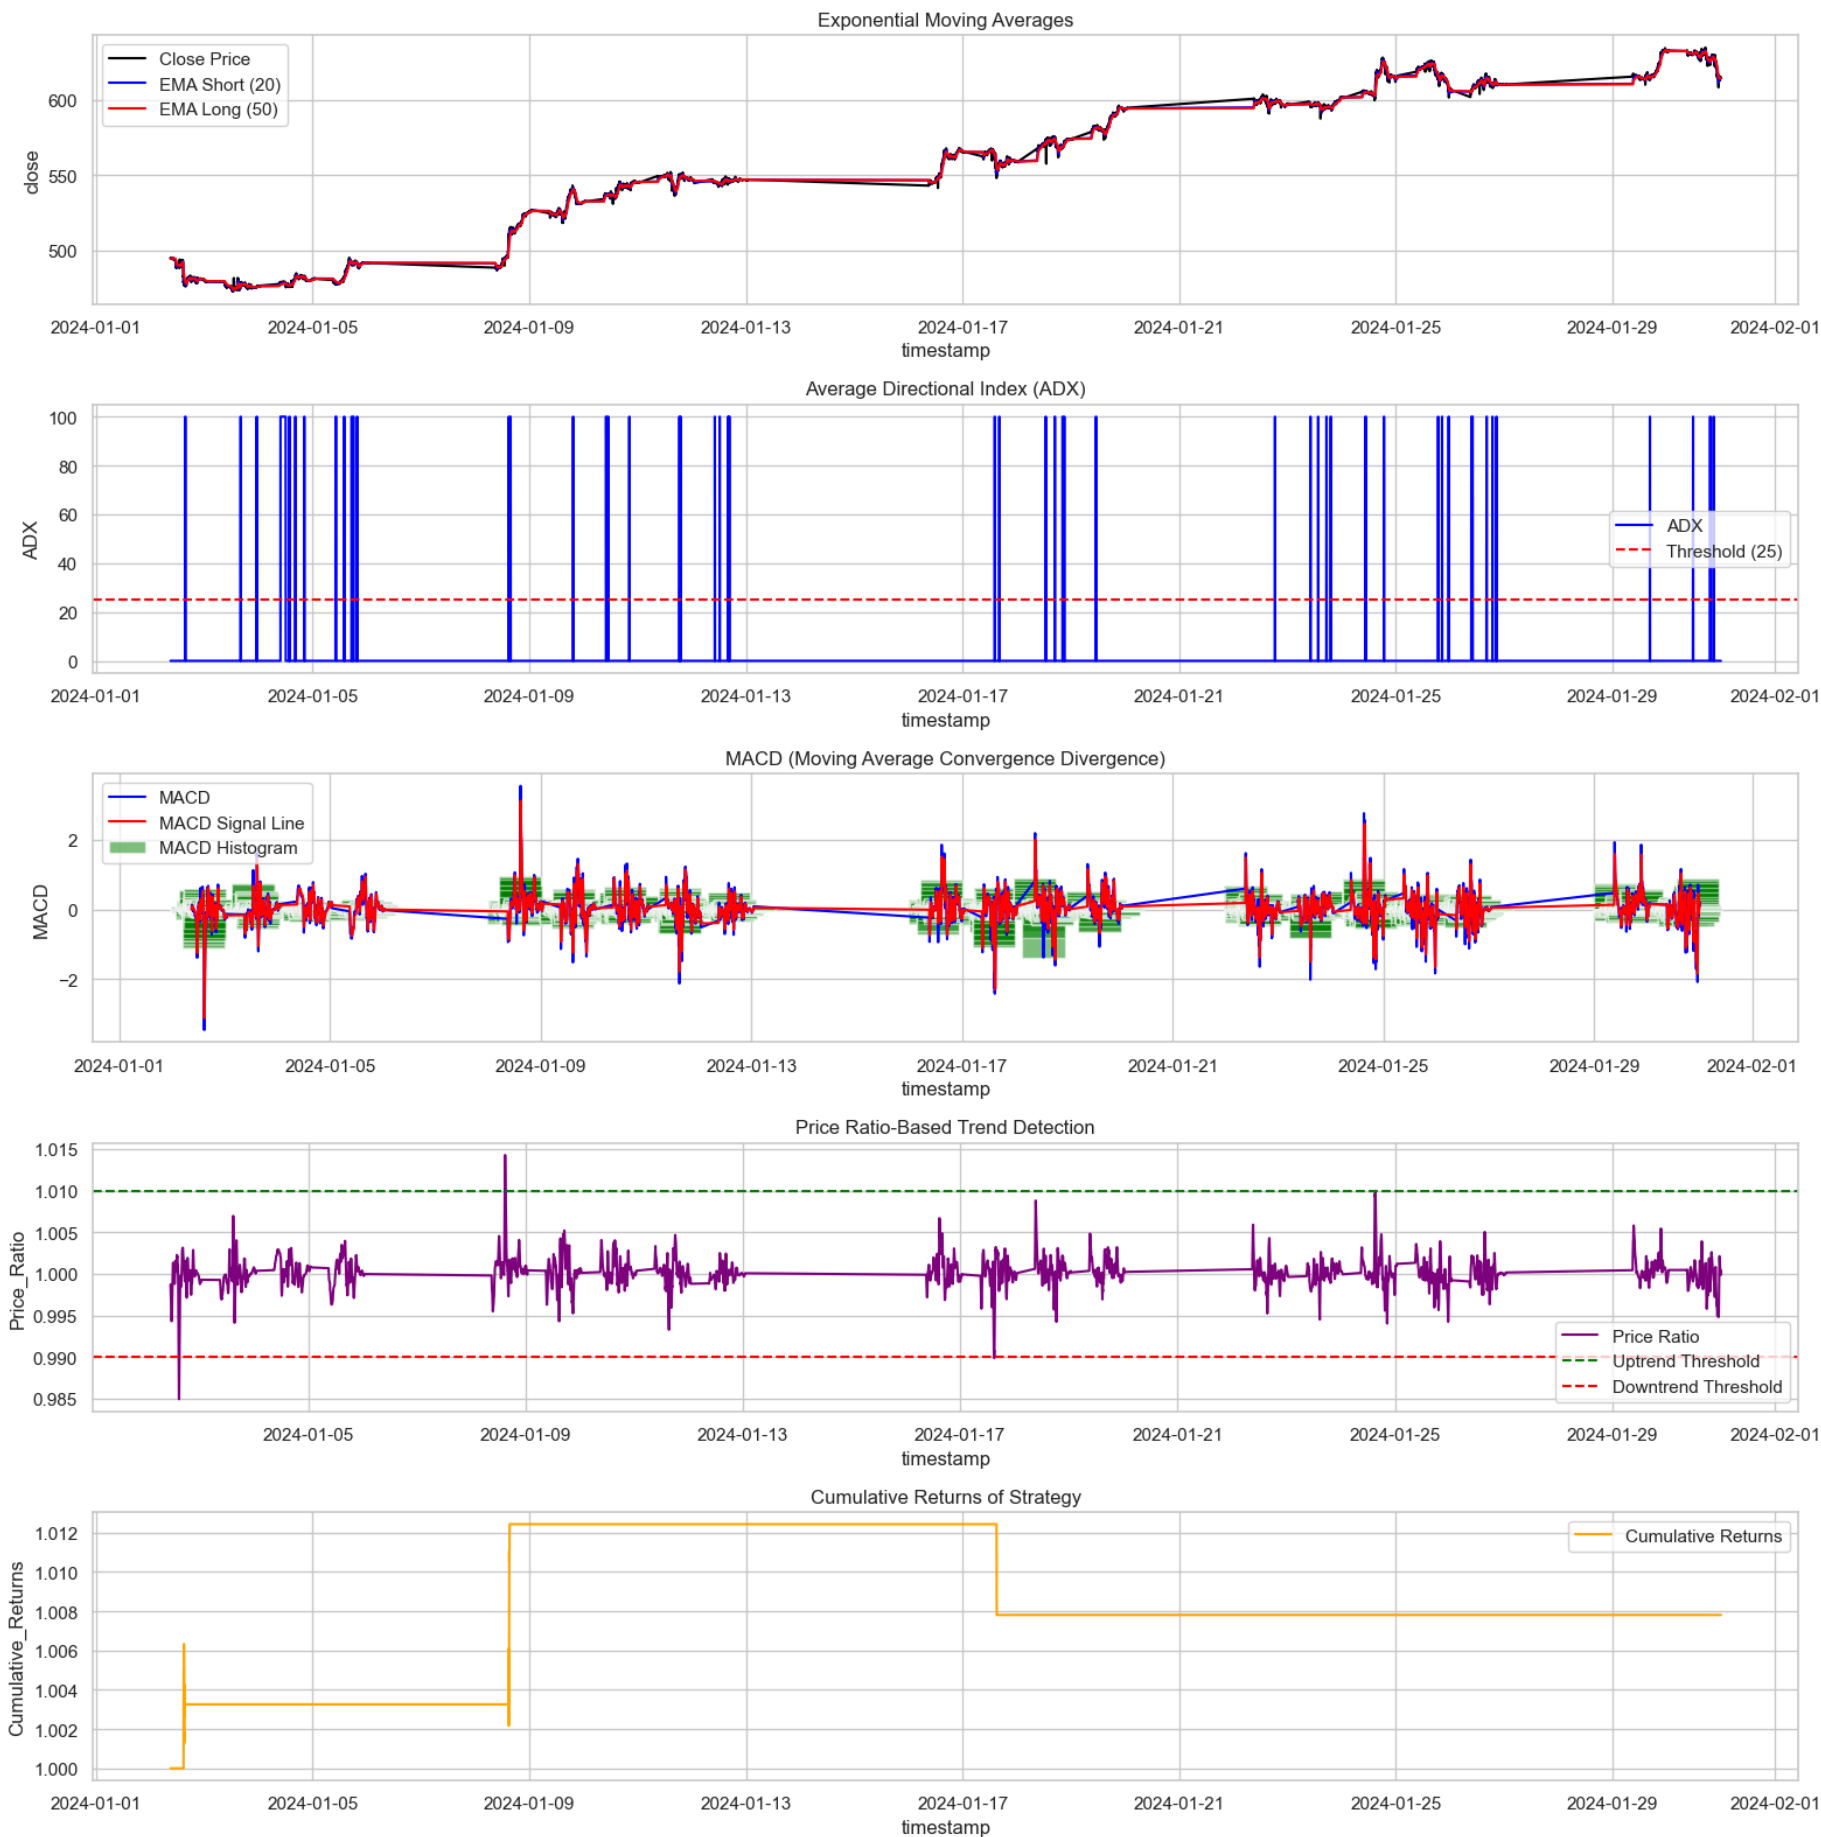 Exponential Moving Averages
Close Price
EMA Short (20)
EMA Long (50)
close
600
550
500
2024-01-01 2024-01-05 2024-01-09 2024-01-13 2024-01-17 2024-01-21 2024-01-25 2024-01-29 2024-02-01
timestamp
Average Directional Index (ADX)
ADX
100
80
60
40
20
0
ADX
Threshold (25)
2024-01-01 2024-01-05 2024-01-09 2024-01-13 2024-01-17 2024-01-21 2024-01-25 2024-01-29 2024-02-01
timestamp
MACD (Moving Average Convergence Divergence)
MACD
MACD Signal Line
MACD Histogram
MACD
2
0
−2
2024-01-01 2024-01-05 2024-01-09 2024-01-13 2024-01-17 2024-01-21 2024-01-25 2024-01-29 2024-02-01
timestamp
Price Ratio-Based Trend Detection
Price_Ratio
1.015
1.010
1.005
1.000
0.995
0.990
0.985
Price Ratio
Uptrend Threshold
Downtrend Threshold
2024-01-05 2024-01-09 2024-01-13 2024-01-17 2024-01-21 2024-01-25 2024-01-29 2024-02-01
timestamp
Cumulative Returns of Strategy
Cumulative Returns
Cumulative_Returns
1.012
1.010
1.008
1.006
1.004
1.002
1.000
2024-01-01 2024-01-05 2024-01-09 2024-01-13 2024-01-17 2024-01-21 2024-01-25 2024-01-29 2024-02-01
timestamp